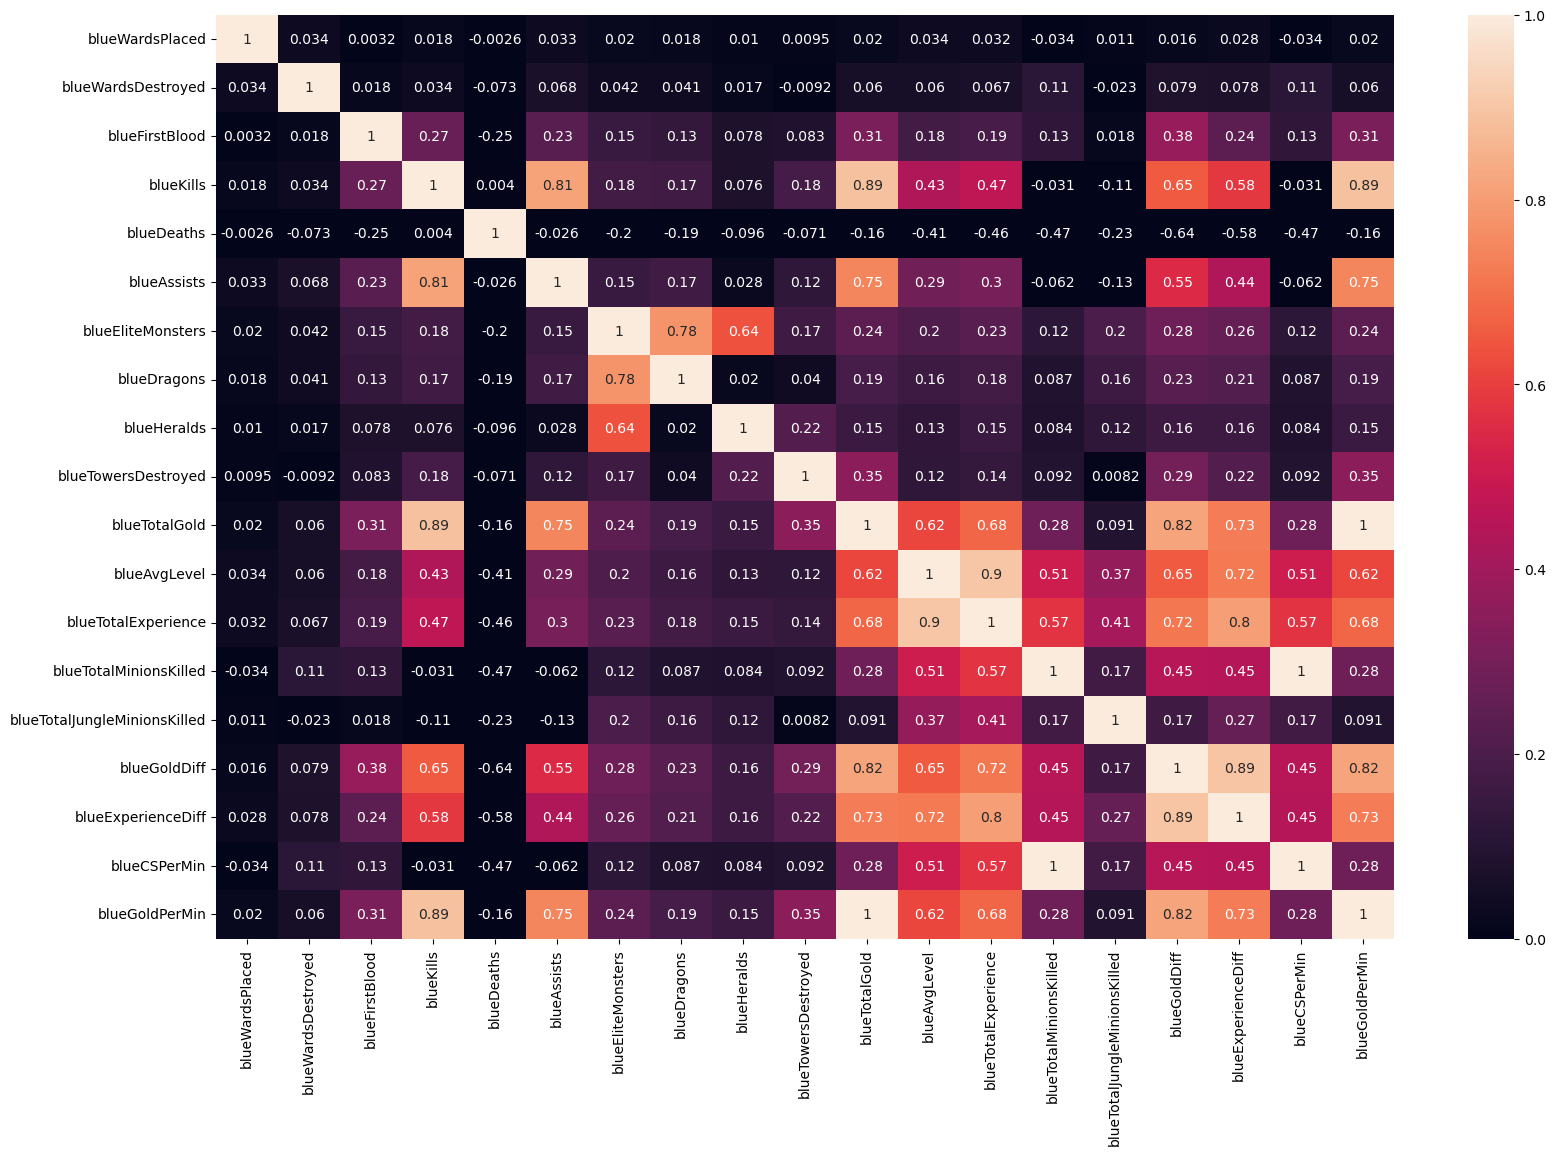 blueWardsPlaced 1 0.034 0.0032 0.018 -0.0026 0.033 0.02 0.018 0.01 0.0095 0.02 0.034 0.032 -0.034 0.011 0.016 0.028 -0.034 0.02 1.0
blueWardsDestroyed 0.034 1 0.018 0.034 -0.073 0.068 0.042 0.041 0.017 -0.0092 0.06 0.06 0.067 0.11 -0.023 0.079 0.078 0.11 0.06
blueFirstBlood 0.0032 0.018 1 0.27 -0.25 0.23 0.15 0.13 0.078 0.083 0.31 0.18 0.19 0.13 0.018 0.38 0.24 0.13 0.31
blueKills 0.018 0.034 0.27 1 0.004 0.81 0.18 0.17 0.076 0.18 0.89 0.43 0.47 -0.031 -0.11 0.65 0.58 -0.031 0.89
0.8
blueDeaths -0.0026 -0.073 -0.25 0.004 1 -0.026 -0.2 -0.19 -0.096 -0.071 -0.16 -0.41 -0.46 -0.47 -0.23 -0.64 -0.58 -0.47 -0.16
blueAssists 0.033 0.068 0.23 0.81 -0.026 1 0.15 0.17 0.028 0.12 0.75 0.29 0.3 -0.062 -0.13 0.55 0.44 -0.062 0.75
blueEliteMonsters 0.02 0.042 0.15 0.18 -0.2 0.15 1 0.78 0.64 0.17 0.24 0.2 0.23 0.12 0.2 0.28 0.26 0.12 0.24
blueDragons 0.018 0.041 0.13 0.17 -0.19 0.17 0.78 1 0.02 0.04 0.19 0.16 0.18 0.087 0.16 0.23 0.21 0.087 0.19
0.6
blueHeralds 0.01 0.017 0.078 0.076 -0.096 0.028 0.64 0.02 1 0.22 0.15 0.13 0.15 0.084 0.12 0.16 0.16 0.084 0.15
blueTowersDestroyed 0.0095 -0.0092 0.083 0.18 -0.071 0.12 0.17 0.04 0.22 1 0.35 0.12 0.14 0.092 0.0082 0.29 0.22 0.092 0.35
blueTotalGold 0.02 0.06 0.31 0.89 -0.16 0.75 0.24 0.19 0.15 0.35 1 0.62 0.68 0.28 0.091 0.82 0.73 0.28 1
blueAvgLevel 0.034 0.06 0.18 0.43 -0.41 0.29 0.2 0.16 0.13 0.12 0.62 1 0.9 0.51 0.37 0.65 0.72 0.51 0.62
0.4
blueTotalExperience 0.032 0.067 0.19 0.47 -0.46 0.3 0.23 0.18 0.15 0.14 0.68 0.9 1 0.57 0.41 0.72 0.8 0.57 0.68
blueTotalMinionsKilled -0.034 0.11 0.13 -0.031 -0.47 -0.062 0.12 0.087 0.084 0.092 0.28 0.51 0.57 1 0.17 0.45 0.45 1 0.28
blueTotalJungleMinionsKilled 0.011 -0.023 0.018 -0.11 -0.23 -0.13 0.2 0.16 0.12 0.0082 0.091 0.37 0.41 0.17 1 0.17 0.27 0.17 0.091
0.2
blueGoldDiff 0.016 0.079 0.38 0.65 -0.64 0.55 0.28 0.23 0.16 0.29 0.82 0.65 0.72 0.45 0.17 1 0.89 0.45 0.82
blueExperienceDiff 0.028 0.078 0.24 0.58 -0.58 0.44 0.26 0.21 0.16 0.22 0.73 0.72 0.8 0.45 0.27 0.89 1 0.45 0.73
blueCSPerMin -0.034 0.11 0.13 -0.031 -0.47 -0.062 0.12 0.087 0.084 0.092 0.28 0.51 0.57 1 0.17 0.45 0.45 1 0.28
blueGoldPerMin 0.02 0.06 0.31 0.89 -0.16 0.75 0.24 0.19 0.15 0.35 1 0.62 0.68 0.28 0.091 0.82 0.73 0.28 1
0.0
blueWardsPlaced
blueWardsDestroyed
blueFirstBlood
blueKills
blueDeaths
blueAssists
blueEliteMonsters
blueDragons
blueHeralds
blueTowersDestroyed
blueTotalGold
blueAvgLevel
blueTotalExperience
blueTotalMinionsKilled
blueTotalJungleMinionsKilled
blueGoldDiff
blueExperienceDiff
blueCSPerMin
blueGoldPerMin